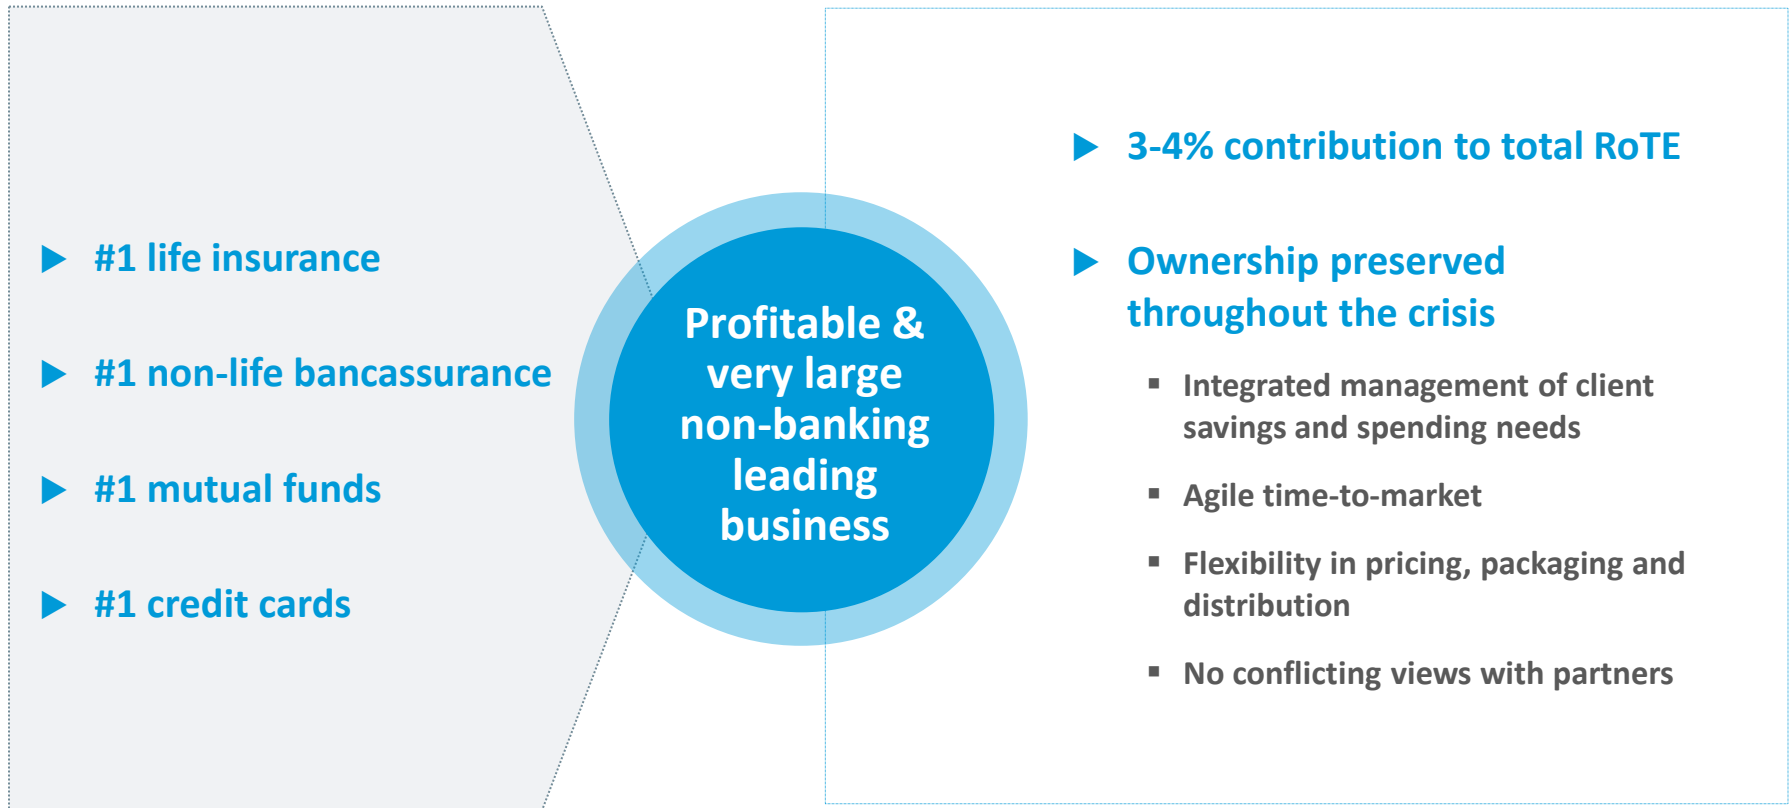 #1 life insurance
#1 non-life bancassurance
#1 mutual funds
#1 credit cards
Profitable &
very large
non-banking
leading
business
3-4% contribution to total RoTE
Ownership preserved
throughout the crisis
Integrated management of client
savings and spending needs
Agile time-to-market
Flexibility in pricing, packaging and
distribution
No conflicting views with partners